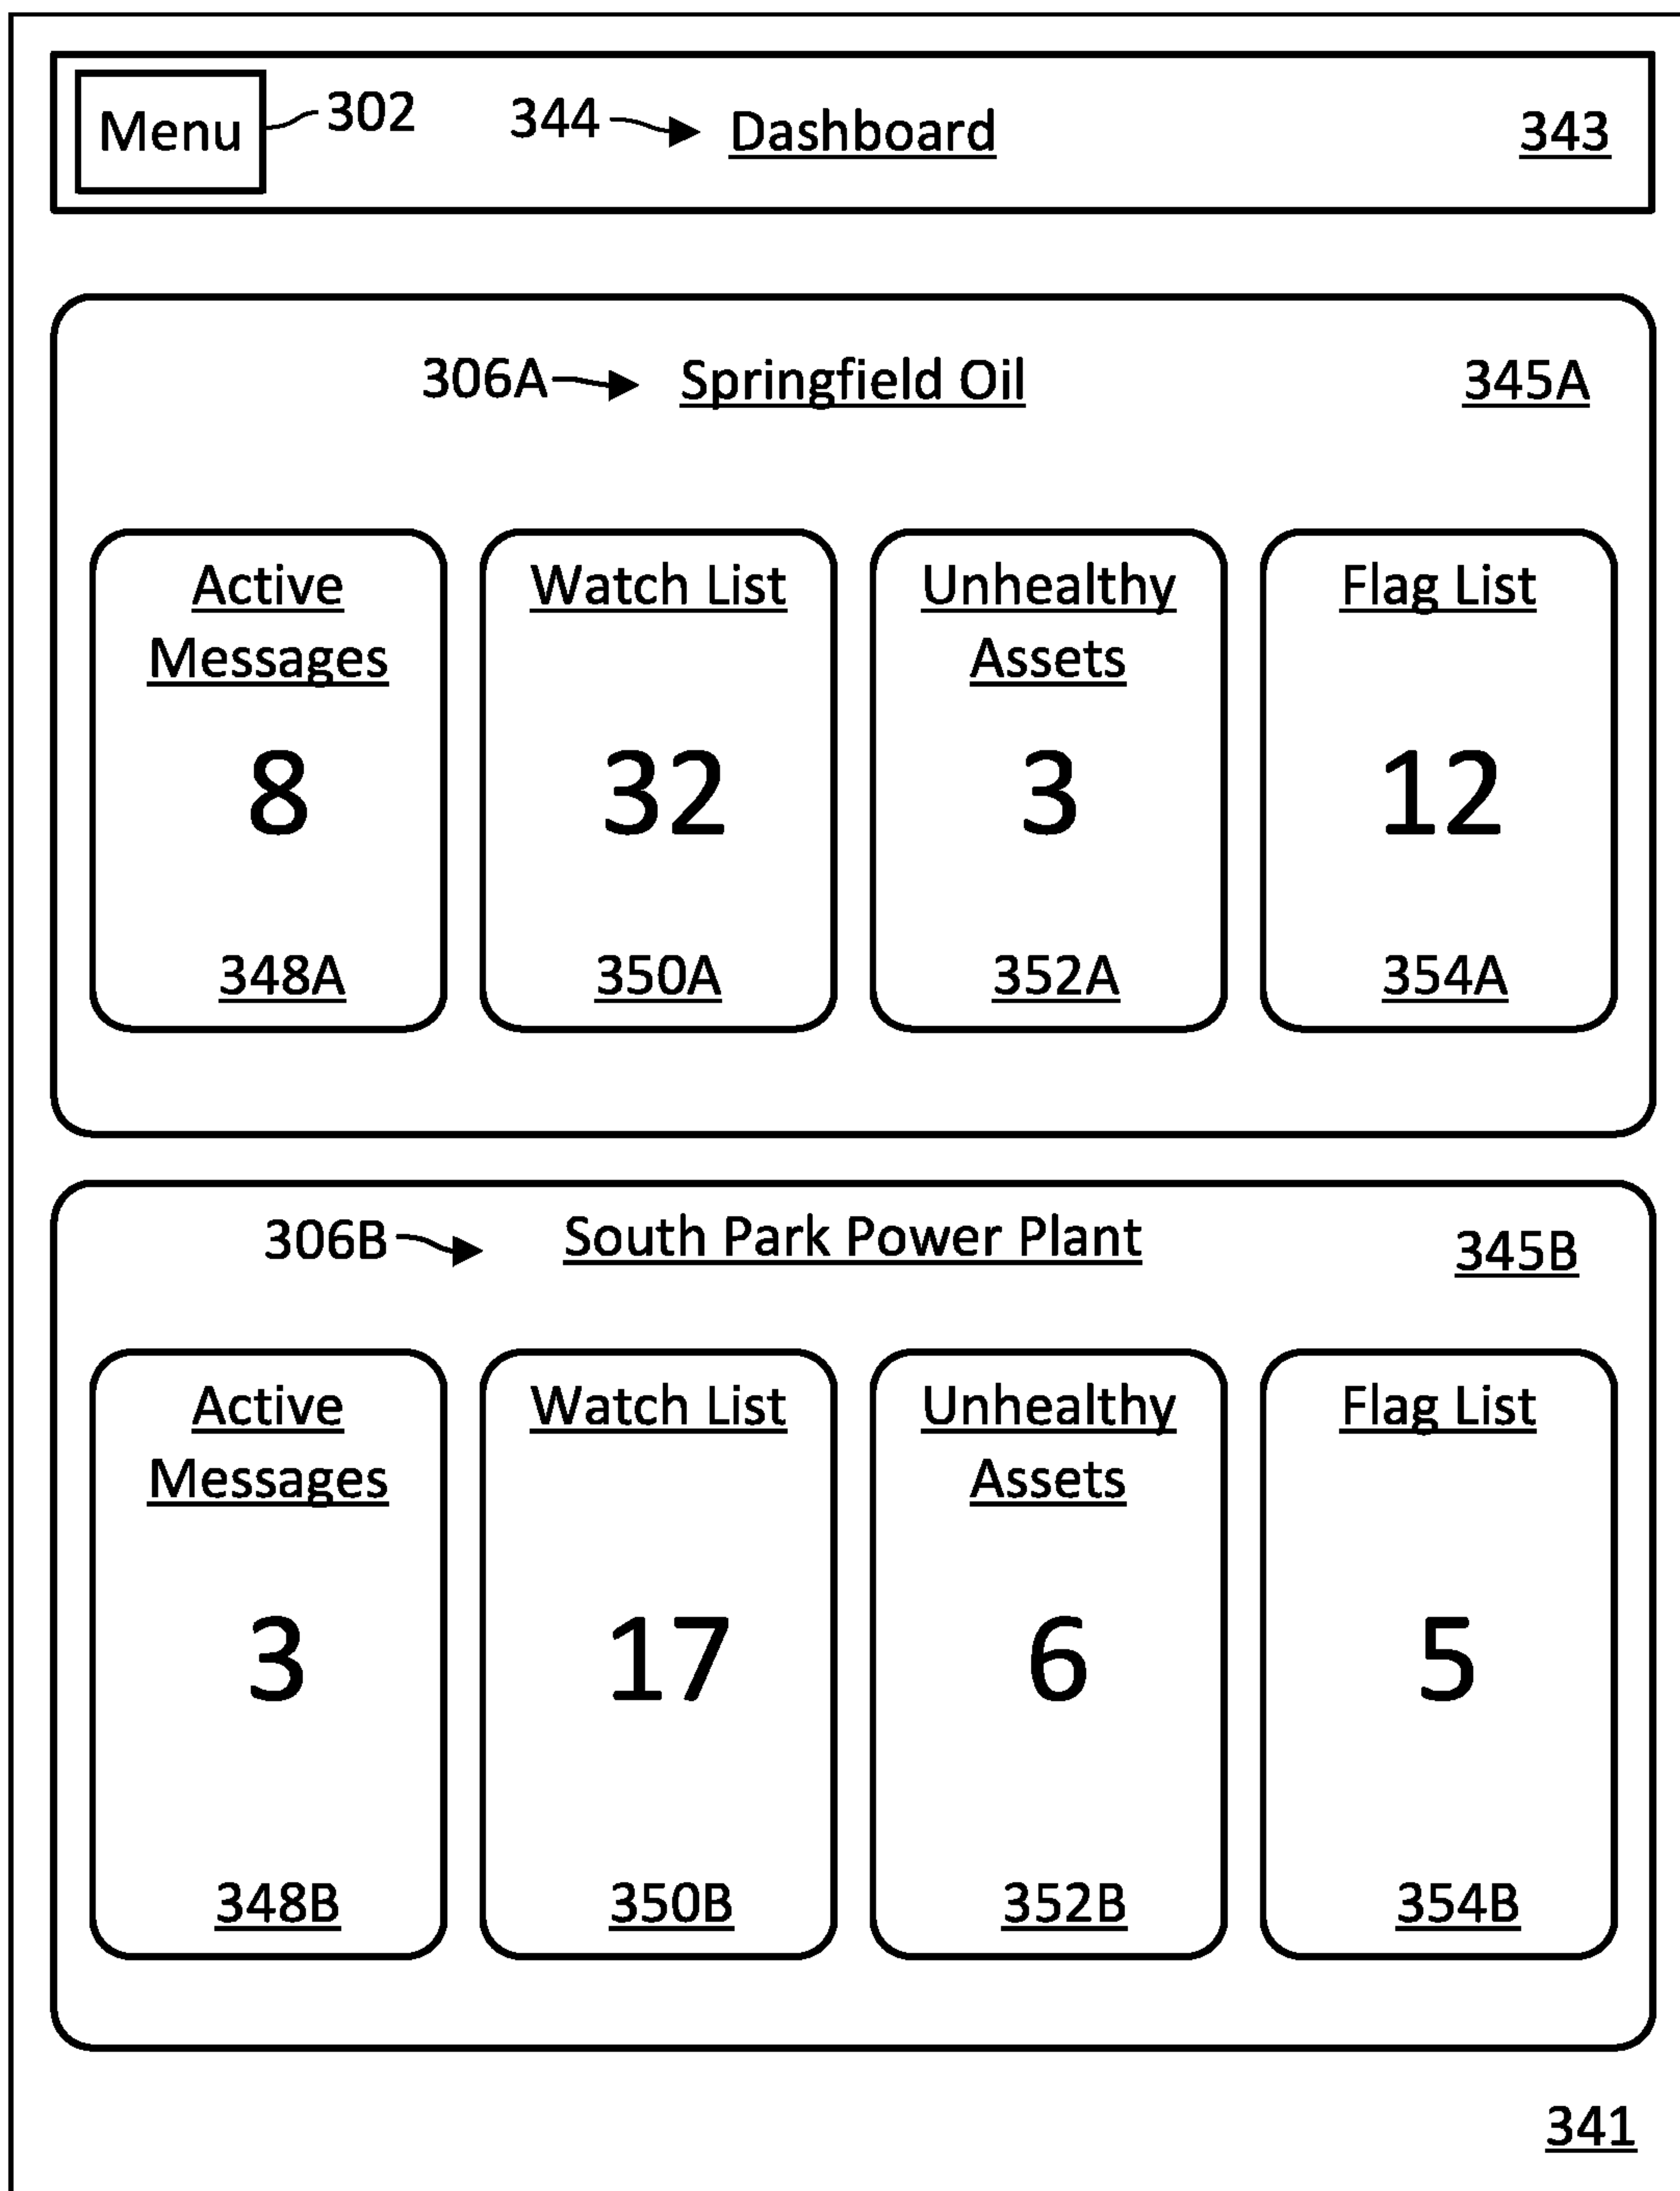 Menu 302 344 Dashboard 343
306A Springfield Oil 345A
Active Watch List Unhealthy Flag List
Messages Assets
8 32 3 12
348A 350A 352A 354A
306B South Park Power Plant 345B
Active Watch List Unhealthy Flag List
Messages Assets
3 17 6 5
348B 350B 352B 354B
341